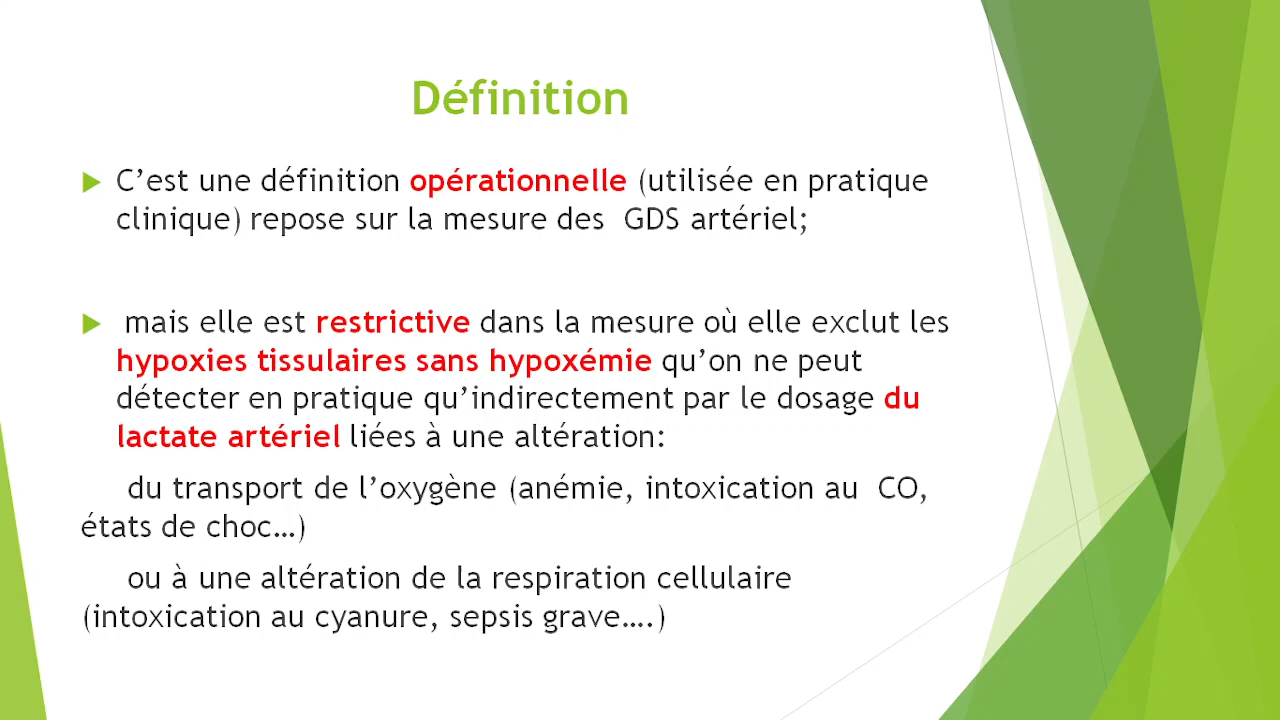 Définition
C’est une définition opérationnelle (utilisée en pratique
clinique) repose sur la mesure des  GDS artériel;
mais elle est restrictive dans la mesure où elle exclut les
hypoxies tissulaires sans hypoxémie qu’on ne peut
détecter en pratique qu’indirectement par le dosage du
lactate artériel liées à une altération:
du transport de l’oxygène (anémie, intoxication au  CO,
états de choc…)
ou à une altération de la respiration cellulaire
(intoxication au cyanure, sepsis grave….)